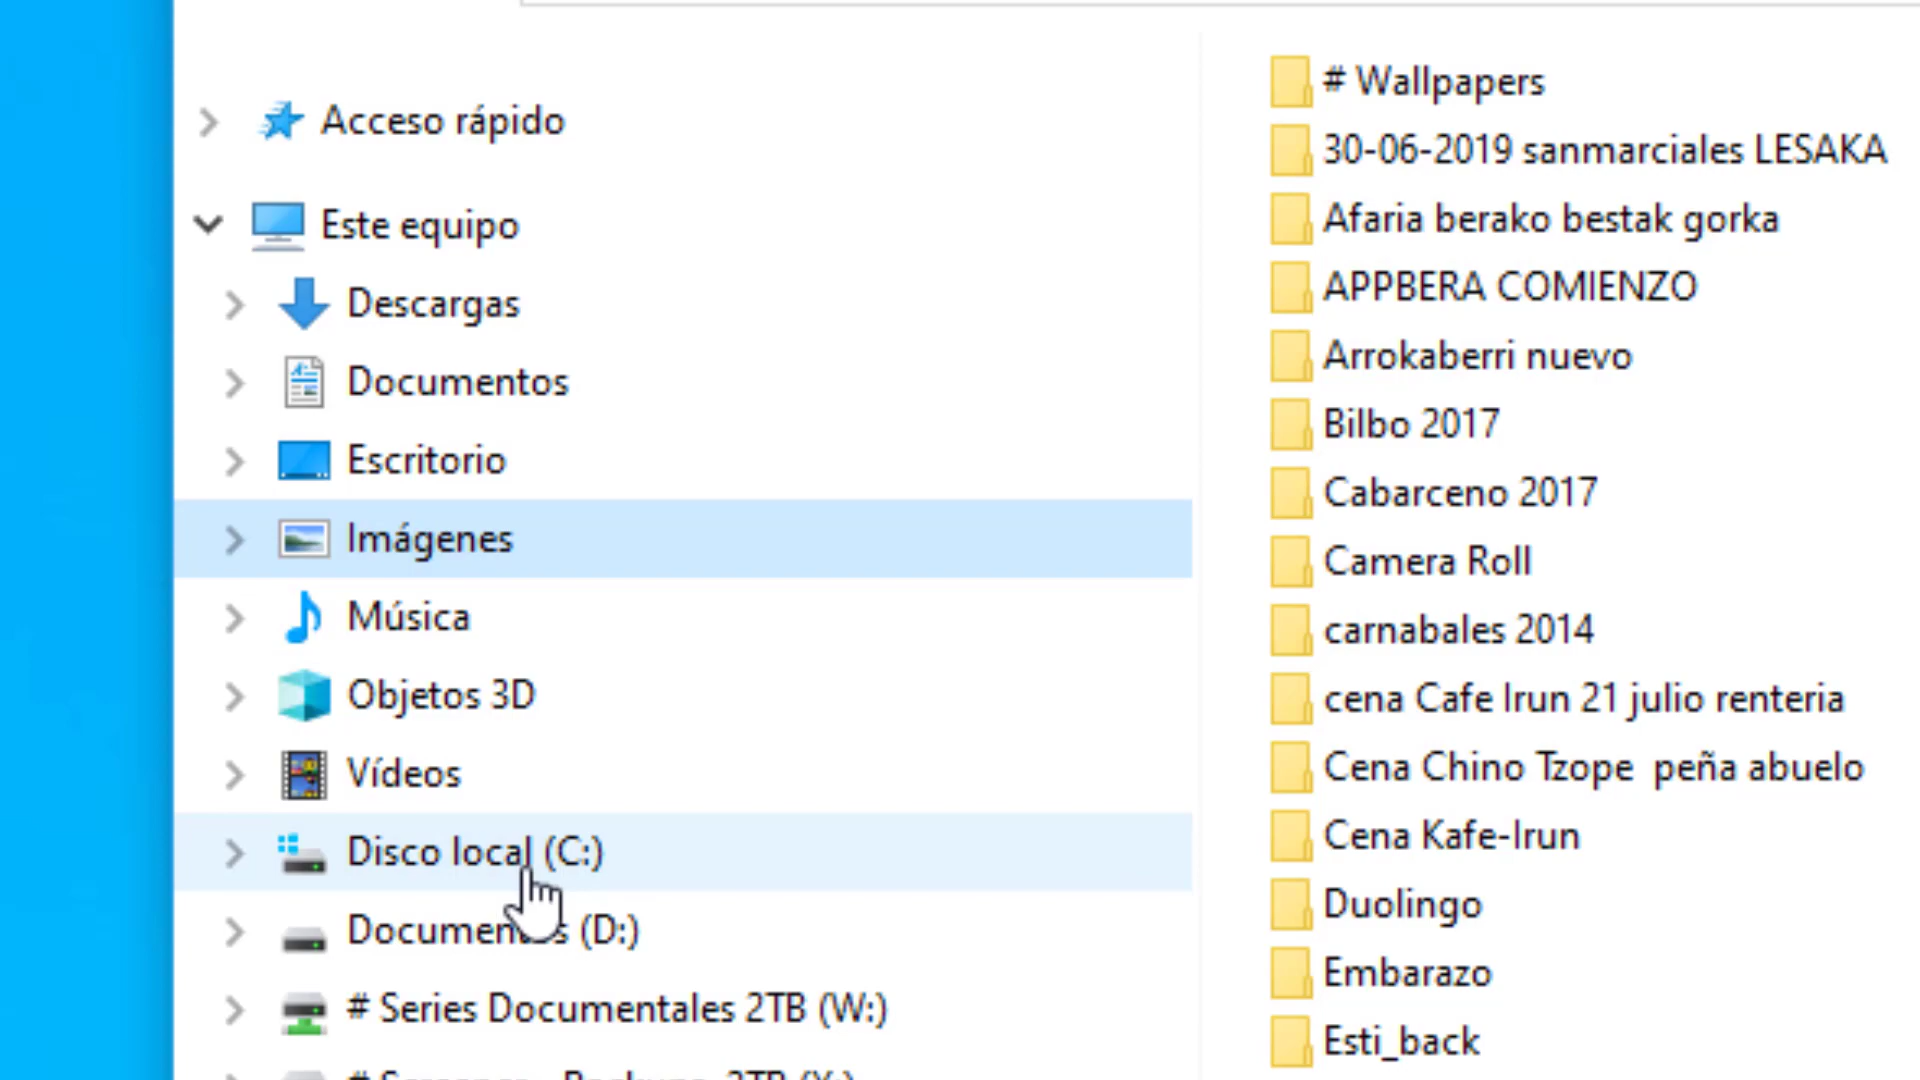 Acceso rápido
Este equipo
Descargas
Documentos
Escritorio
Imágenes
Música
Objetos 3D
Vídeos
Disco local (C:)
Documentos (D:)
# Series Documentales 2TB (W:)
# Wallpapers
30-06-2019 sanmarciales LESAKA
Afaria berako bestak gorka
APPBERA COMIENZO
Arrokaberri nuevo
Bilbo 2017
Cabarceno 2017
Camera Roll
carnabales 2014
cena Cafe Irun 21 julio renteria
Cena Chino Tzope  peña abuelo
Cena Kafe-Irun
Duolingo
Embarazo
Esti_back